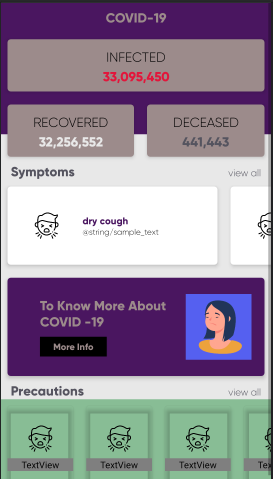 COVID-19
INFECTED
33,095,450
RECOVERED
32,256,552
DECEASED
441,443
Symptoms
view all
dry cough
@string/sample_text
To Know More About
COVID -19
More Info
Precautions
view all
TextView
TextView
TextView
TextV